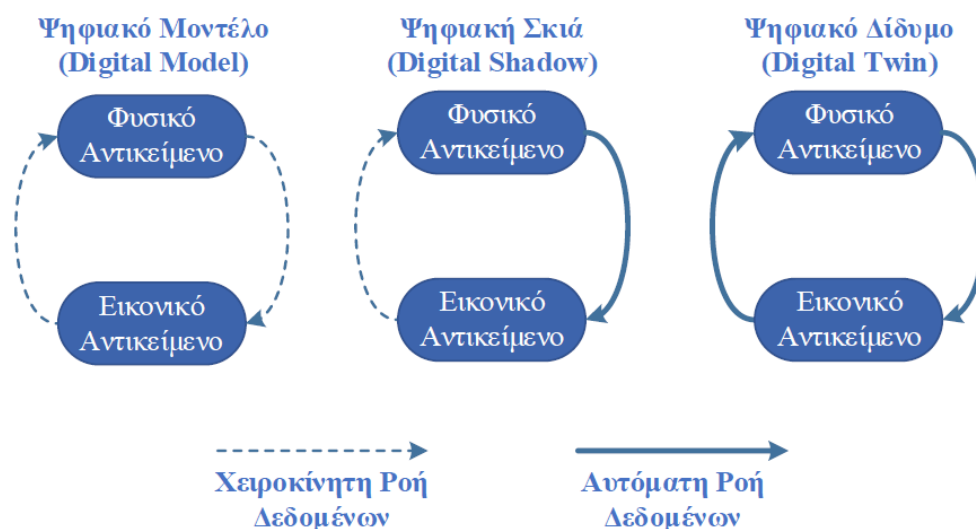 Ψηφιακό Μοντέλο
(Digital Model)
Φυσικό
Αντικείμενο
Εικονικό
Αντικείμενο
Ψηφιακή Σκιά
(Digital Shadow)
Φυσικό
Αντικείμενο
Εικονικό
Αντικείμενο
Ψηφιακό Δίδυμο
(Digital Twin)
Φυσικό
Αντικείμενο
Εικονικό
Αντικείμενο
Χειροκίνητη Ροή
Δεδομένων
Αυτόματη Ροή
Δεδομένων